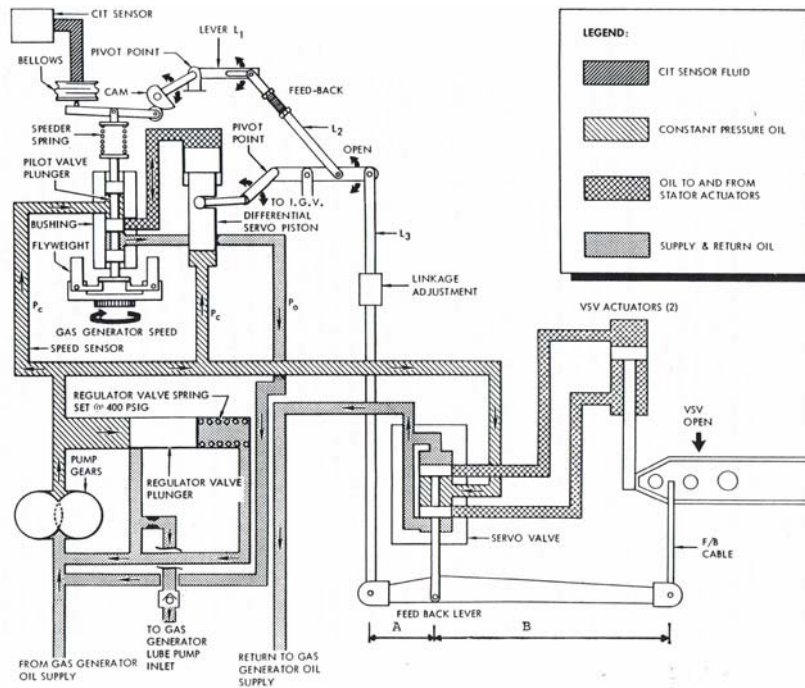 CIT SENSOR
BELLOWS
PIVOT POINT
LEVER L1
CAM
FEED-BACK
SPEEDER
SPRING
PIVOT
POINT
L2
OPEN
PILOT VALVE
PLUNGER
TO I.G.V.
BUSHING
DIFFERENTIAL
SERVO PISTON
FLYWEIGHT
L3
LINKAGE
ADJUSTMENT
Pc
Pc
Po
GAS GENERATOR SPEED
SPEED SENSOR
REGULATOR VALVE SPRING
SET @ 400 PSIG
PUMP
GEARS
REGULATOR VALVE
PLUNGER
VSV ACTUATORS (2)
VSV
OPEN
SERVO VALVE
F/B
CABLE
FEED BACK LEVER
A
B
TO GAS
GENERATOR
LUBE PUMP
INLET
FROM GAS GENERATOR
OIL SUPPLY
RETURN TO GAS
GENERATOR OIL
SUPPLY
LEGEND:
CIT SENSOR FLUID
CONSTANT PRESSURE OIL
OIL TO AND FROM
STATOR ACTUATORS
SUPPLY & RETURN OIL